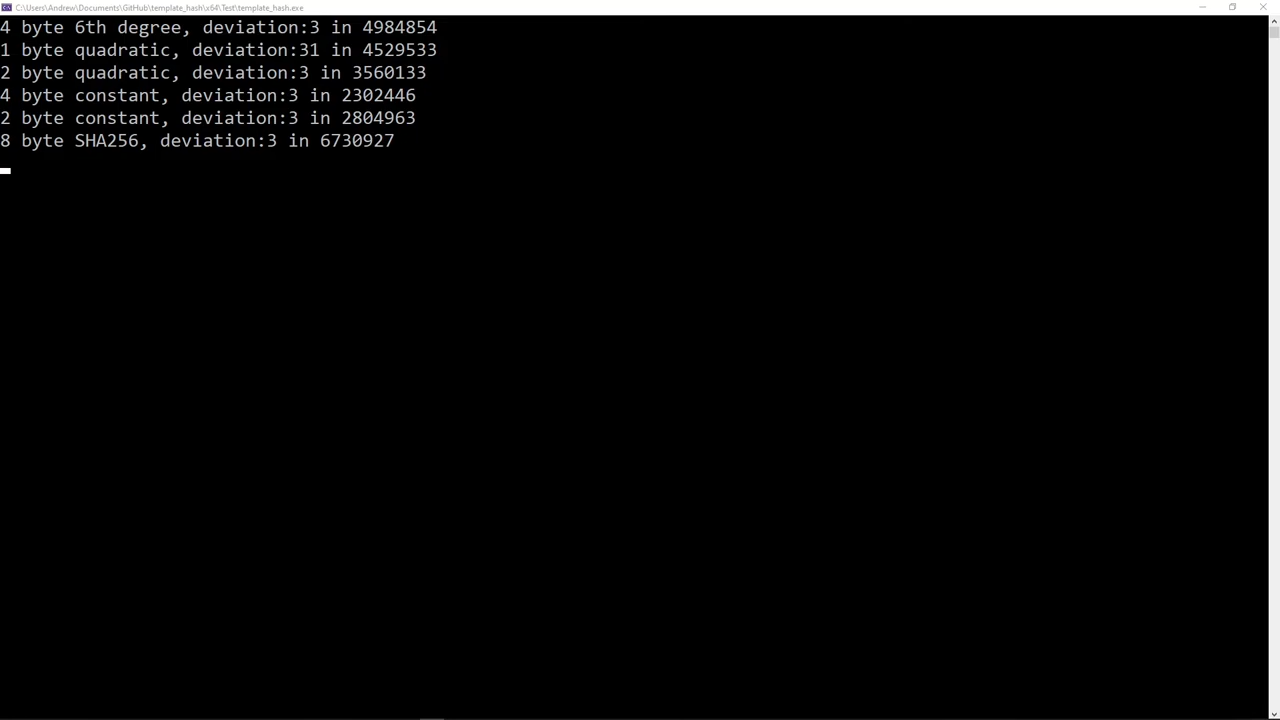 C:\Users\Andrew\Documents\GitHub\template_hash\x64\Test\template_hash.exe
4 byte 6th degree, deviation:3 in 4984854
1 byte quadratic, deviation:31 in 4529533
2 byte quadratic, deviation:3 in 3560133
4 byte constant, deviation:3 in 2302446
2 byte constant, deviation:3 in 2804963
8 byte SHA256, deviation:3 in 6730927